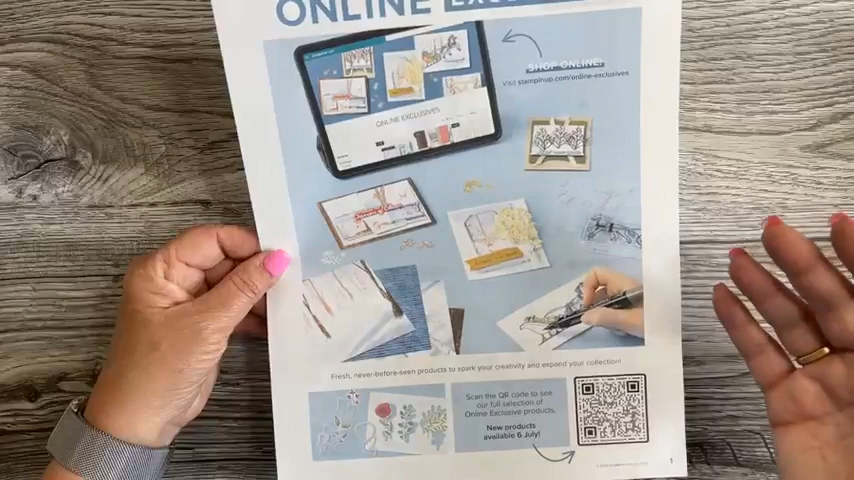 ONLINE
SHOP ONLINE!
Visit stampinup.com/online-exclusives
ONLINE EXCLUSIVES
Fresh, never-before-seen products to spark your creativity and expand your collection!
Scan the QR code to see
our full selection of
Online Exclusive products.
New products
available 6 July!
1